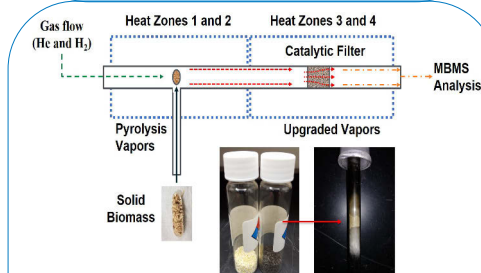 Gas flow
(He and H2)
Heat Zones 1 and 2
Heat Zones 3 and 4
Catalytic Filter
MBMS
Analysis
Pyrolysis
Vapors
Upgraded Vapors
Solid
Biomass